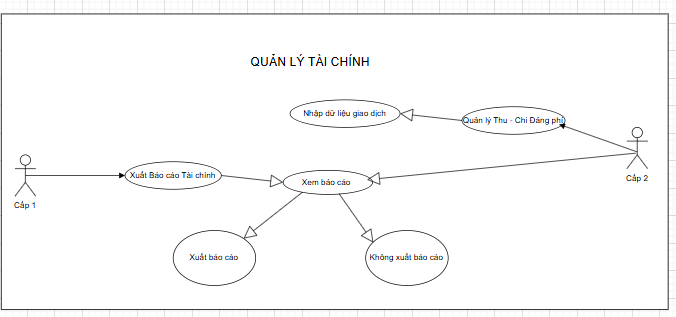 QUẢN LÝ TÀI CHÍNH
Nhập dữ liệu giao dịch
Quản lý Thu - Chi Đảng phí
Cấp 1
Xuất Báo cáo Tài chính
Xem báo cáo
Cấp 2
Xuất báo cáo
Không xuất báo cáo